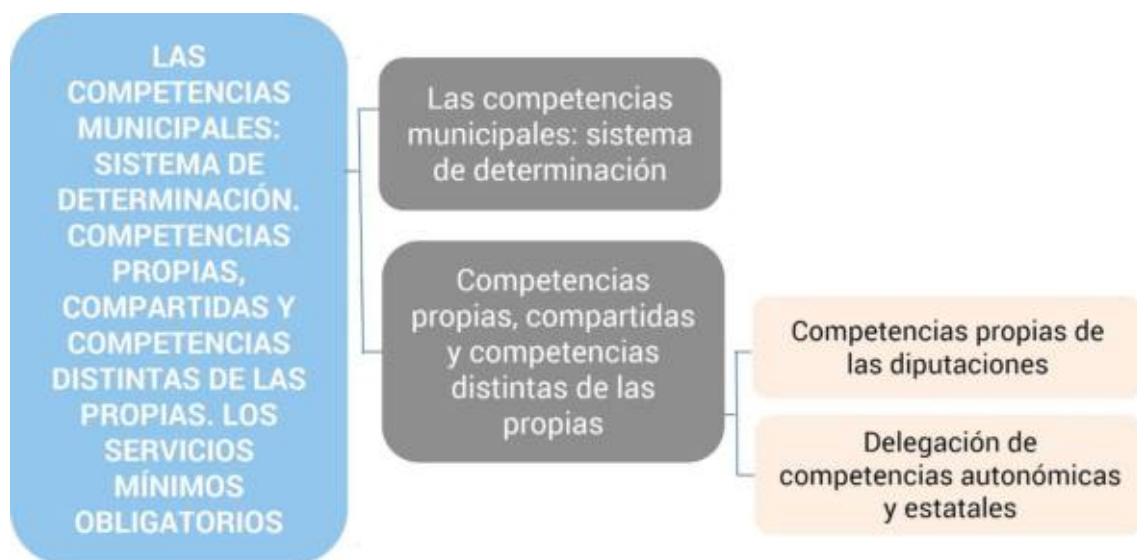 LAS
COMPETENCIAS
MUNICIPALES:
SISTEMA DE
DETERMINACIÓN.
COMPETENCIAS
PROPIAS,
COMPARTIDAS Y
COMPETENCIAS
DISTINTAS DE LAS
PROPIAS. LOS
SERVICIOS
MÍNIMOS
OBLIGATORIOS
Las competencias
municipales: sistema
de determinación
Competencias
propias, compartidas
y competencias
distintas de las
propias
Competencias propias de
las diputaciones
Delegación de
competencias autonómicas
y estatales